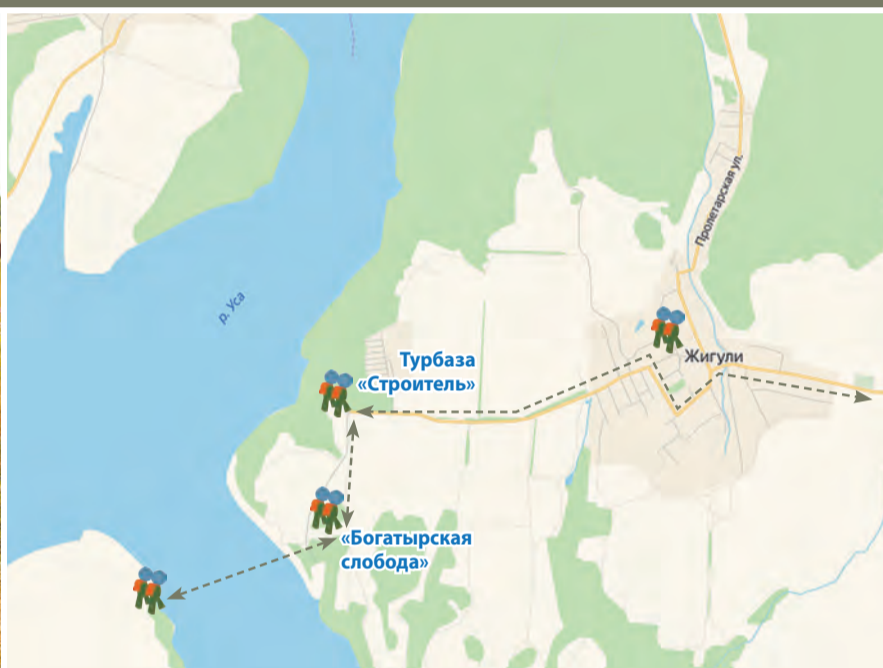 Пролетарская ул.
р. Уса
Жигули
Турбаза
«Строитель»
«Богатырская
слобода»